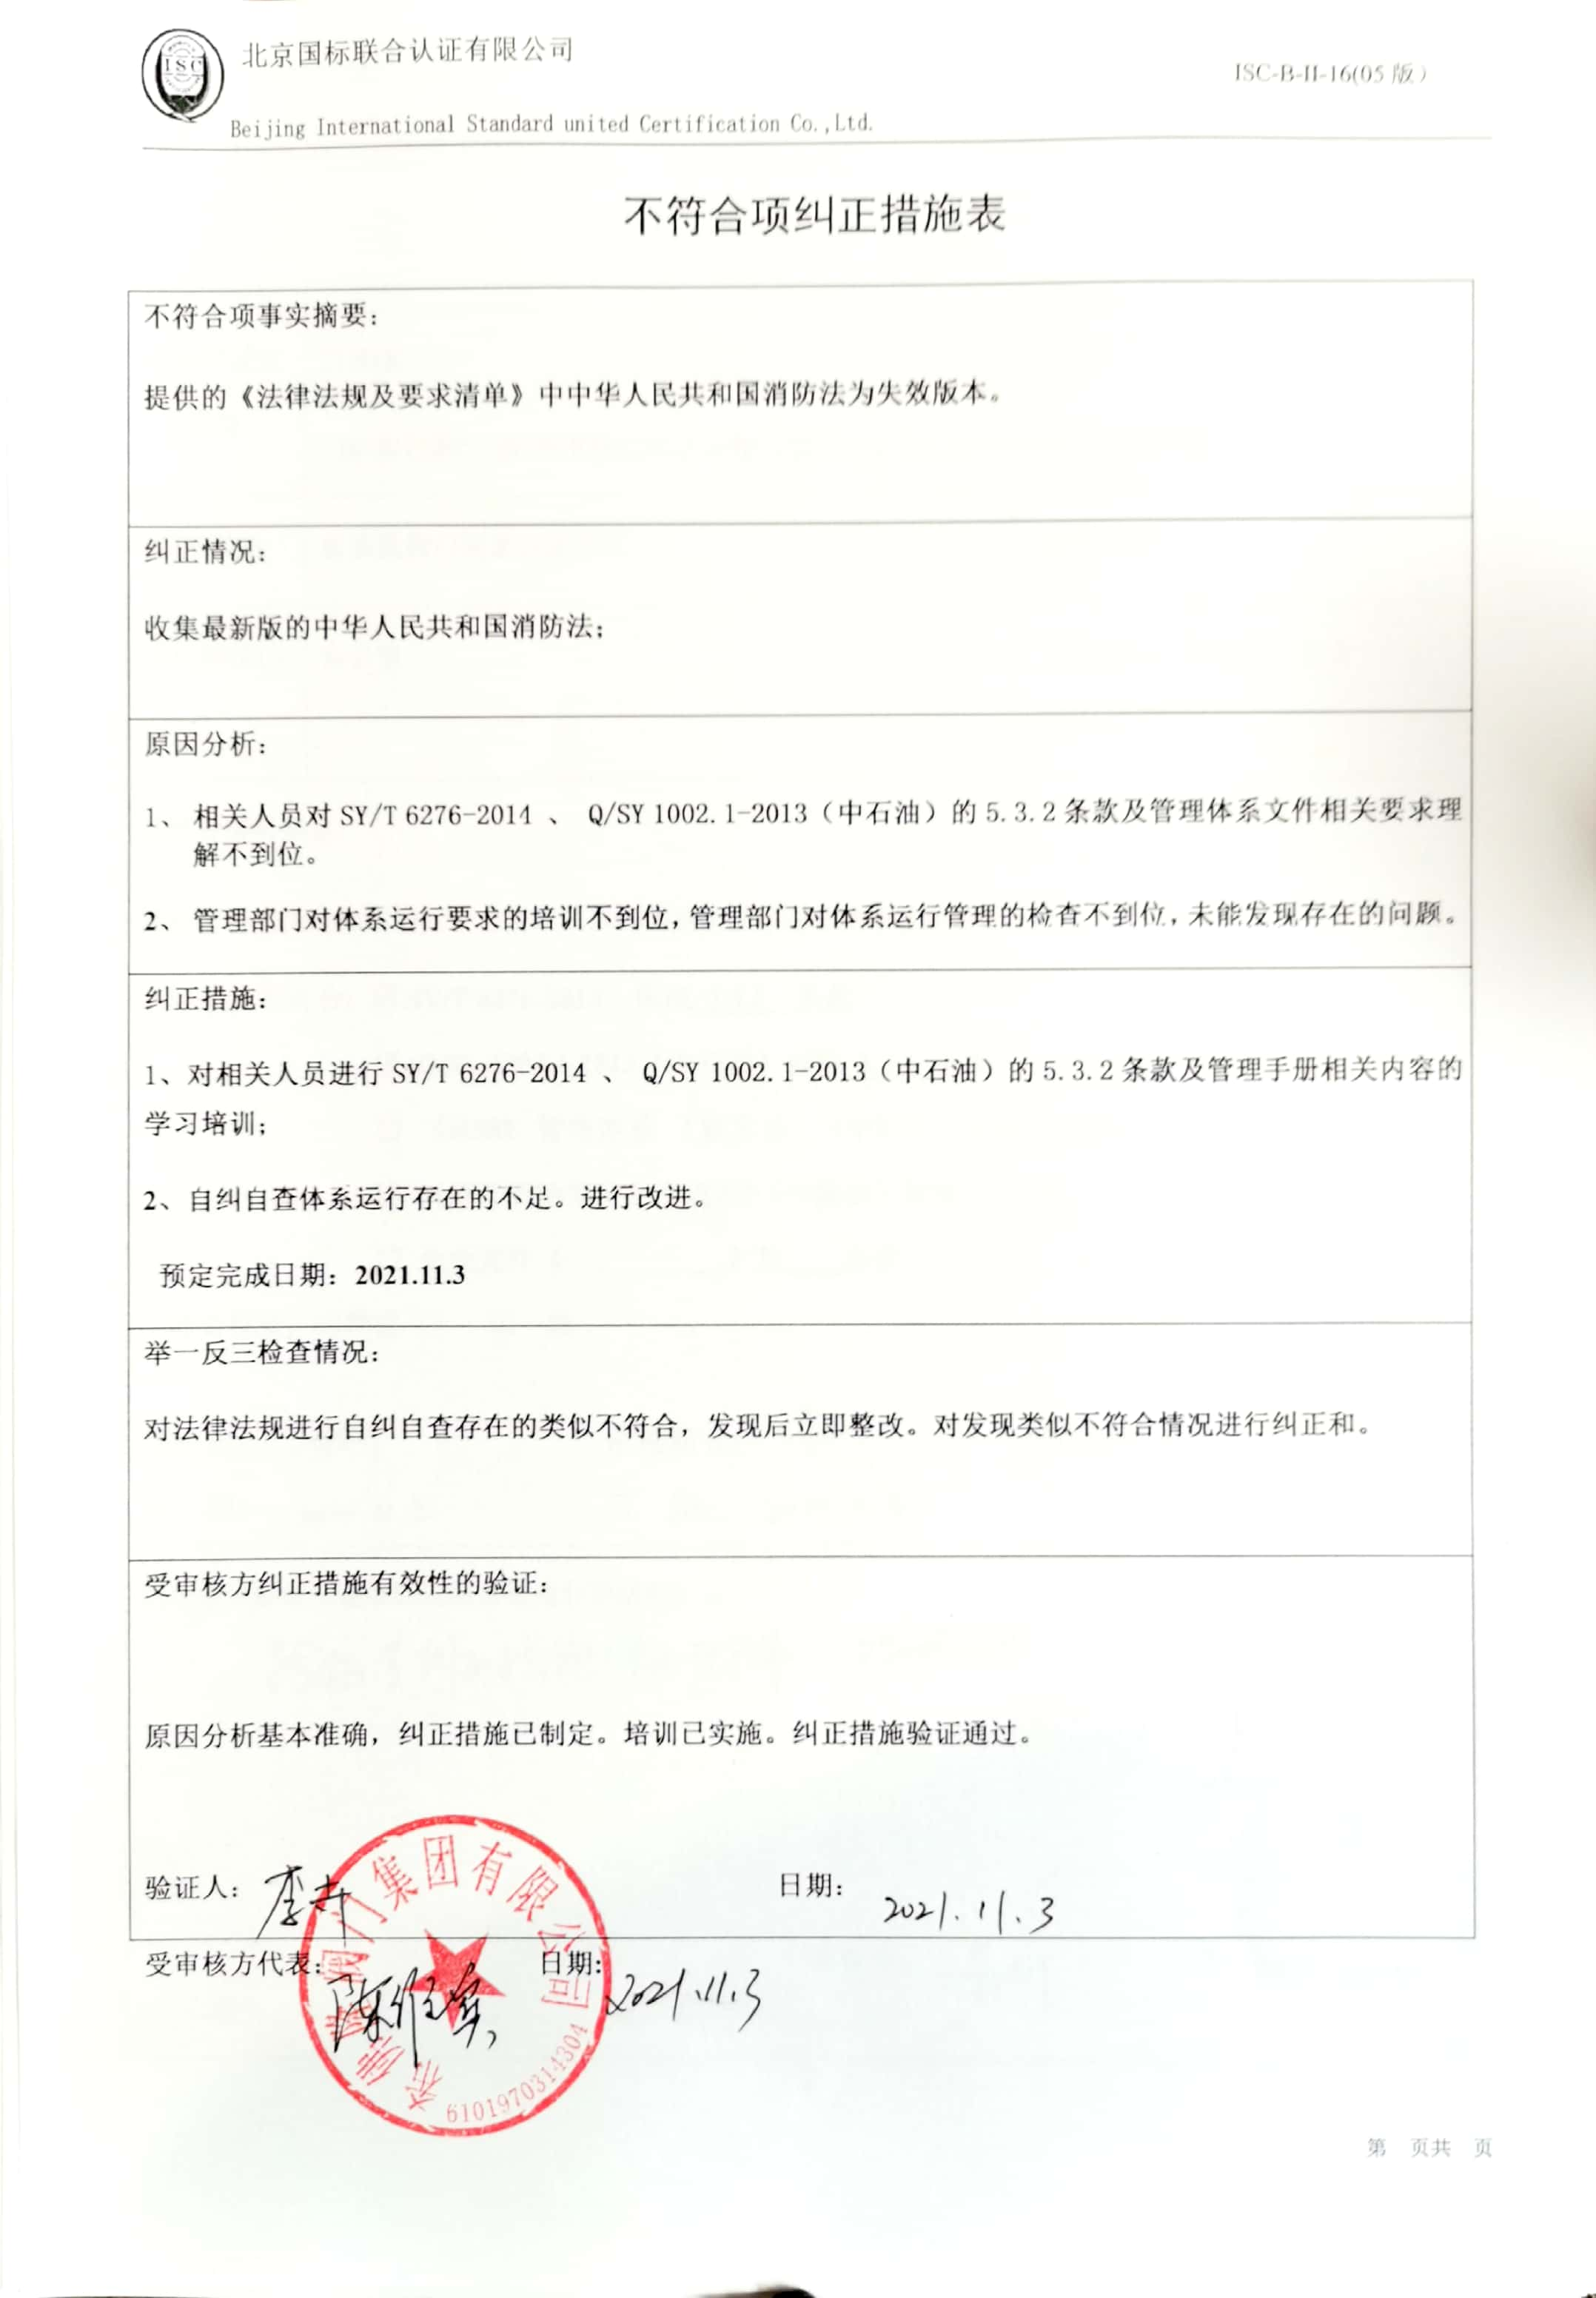 ISC
北京国标联合认证有限公司
ISC-B-II-16(05 版)
Beijing International Standard united Certification Co.,Ltd.
不符合项纠正措施表
不符合项事实摘要：
提供的《法律法规及要求清单》中中华人民共和国消防法为失效版本。
纠正情况：
收集最新版的中华人民共和国消防法；
原因分析：
1、 相关人员对 SY/T 6276-2014 、 Q/SY 1002.1-2013（中石油）的 5.3.2 条款及管理体系文件相关要求理
解不到位。
2、 管理部门对体系运行要求的培训不到位，管理部门对体系运行管理的检查不到位，未能发现存在的问题。
纠正措施：
1、对相关人员进行 SY/T 6276-2014 、 Q/SY 1002.1-2013（中石油）的 5.3.2 条款及管理手册相关内容的
学习培训；
2、自纠自查体系运行存在的不足。进行改进。
预定完成日期：2021.11.3
举一反三检查情况：
对法律法规进行自纠自查存在的类似不符合，发现后立即整改。对发现类似不符合情况进行纠正和。
受审核方纠正措施有效性的验证：
原因分析基本准确，纠正措施已制定。培训已实施。纠正措施验证通过。
验证人： 李 日期： 2021.11.3
受审核方代表： 陈 日期： 2021.11.3
阀门集团有限公司
6101970314304
第 页共 页